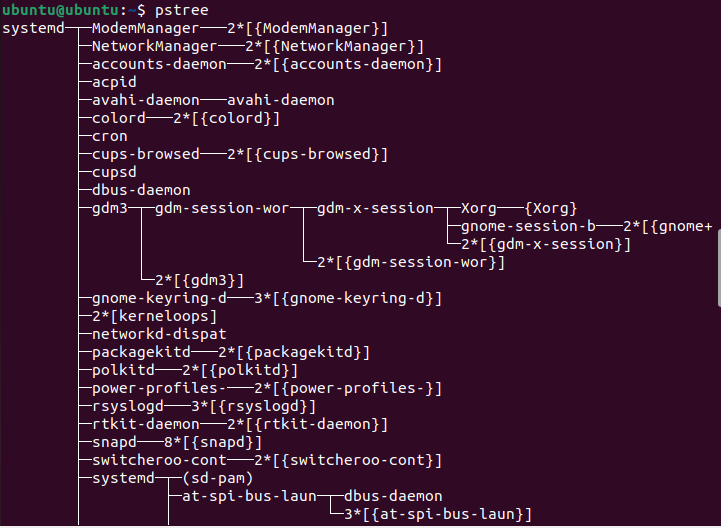 ubuntu@ubuntu:~$ pstree
systemd─┬─ModemManager───2*[{ModemManager}]
        ├─NetworkManager───2*[{NetworkManager}]
        ├─accounts-daemon───2*[{accounts-daemon}]
        ├─acpid
        ├─avahi-daemon───avahi-daemon
        ├─colord───2*[{colord}]
        ├─cron
        ├─cups-browsed───2*[{cups-browsed}]
        ├─cupsd
        ├─dbus-daemon
        ├─gdm3─┬─gdm-session-wor─┬─gdm-x-session─┬─Xorg───{Xorg}
        │      │                 │               ├─gnome-session-b───2*[{gnome+
        │      │                 │               └─2*[{gdm-x-session}]
        │      │                 └─2*[{gdm-session-wor}]
        │      └─2*[{gdm3}]
        ├─gnome-keyring-d───3*[{gnome-keyring-d}]
        ├─2*[kerneloops]
        ├─networkd-dispat
        ├─packagekitd───2*[{packagekitd}]
        ├─polkitd───2*[{polkitd}]
        ├─power-profiles-───2*[{power-profiles-}]
        ├─rsyslogd───3*[{rsyslogd}]
        ├─rtkit-daemon───2*[{rtkit-daemon}]
        ├─snapd───8*[{snapd}]
        ├─switcheroo-cont───2*[{switcheroo-cont}]
        ├─systemd─┬─(sd-pam)
        │         ├─at-spi-bus-laun─┬─dbus-daemon
        │         │                 └─3*[{at-spi-bus-laun}]